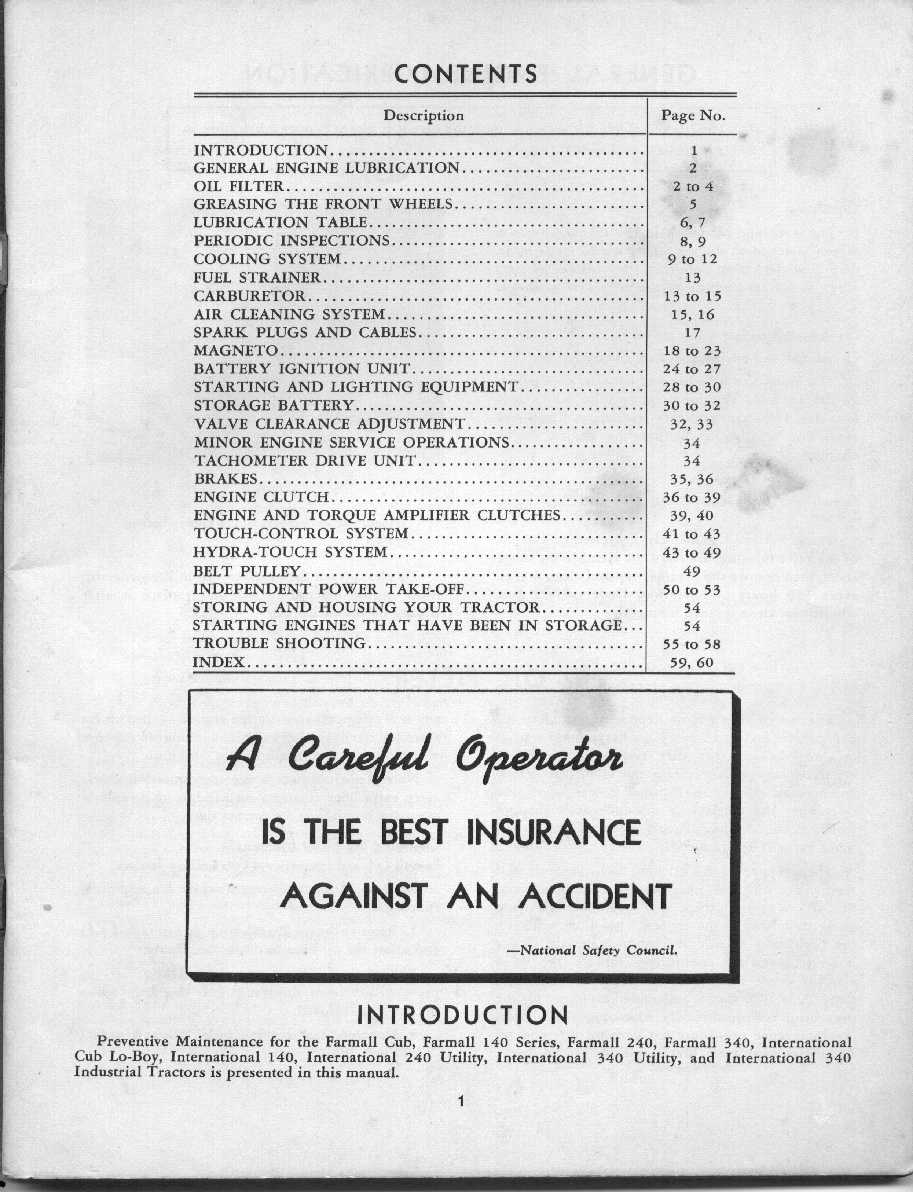 CONTENTS
Description Page No.
INTRODUCTION........................................ 1
GENERAL ENGINE LUBRICATION........................ 2
OIL FILTER.............................................. 2 to 4
GREASING THE FRONT WHEELS......................... 5
LUBRICATION TABLE................................... 6, 7
PERIODIC INSPECTIONS................................ 8, 9
COOLING SYSTEM...................................... 9 to 12
FUEL STRAINER......................................... 13
CARBURETOR........................................... 13 to 15
AIR CLEANING SYSTEM................................. 15, 16
SPARK PLUGS AND CABLES............................. 17
MAGNETO.............................................. 18 to 23
BATTERY IGNITION UNIT.............................. 24 to 27
STARTING AND LIGHTING EQUIPMENT................ 28 to 30
STORAGE BATTERY..................................... 30 to 32
VALVE CLEARANCE ADJUSTMENT....................... 32, 33
MINOR ENGINE SERVICE OPERATIONS................. 34
TACHOMETER DRIVE UNIT............................. 34
BRAKES................................................. 35, 36
ENGINE CLUTCH........................................ 36 to 39
ENGINE AND TORQUE AMPLIFIER CLUTCHES........... 39, 40
TOUCH-CONTROL SYSTEM.............................. 41 to 43
HYDRA-TOUCH SYSTEM................................. 43 to 49
BELT PULLEY............................................ 49
INDEPENDENT POWER TAKE-OFF....................... 50 to 53
STORING AND HOUSING YOUR TRACTOR............. 54
STARTING ENGINES THAT HAVE BEEN IN STORAGE... 54
TROUBLE SHOOTING.................................... 55 to 58
INDEX................................................... 59, 60
A Careful Operator
IS THE BEST INSURANCE
AGAINST AN ACCIDENT
—National Safety Council.
INTRODUCTION
Preventive Maintenance for the Farmall Cub, Farmall 140 Series, Farmall 240, Farmall 340, International
Cub Lo-Boy, International 140, International 240 Utility, International 340 Utility, and International 340
Industrial Tractors is presented in this manual.
1